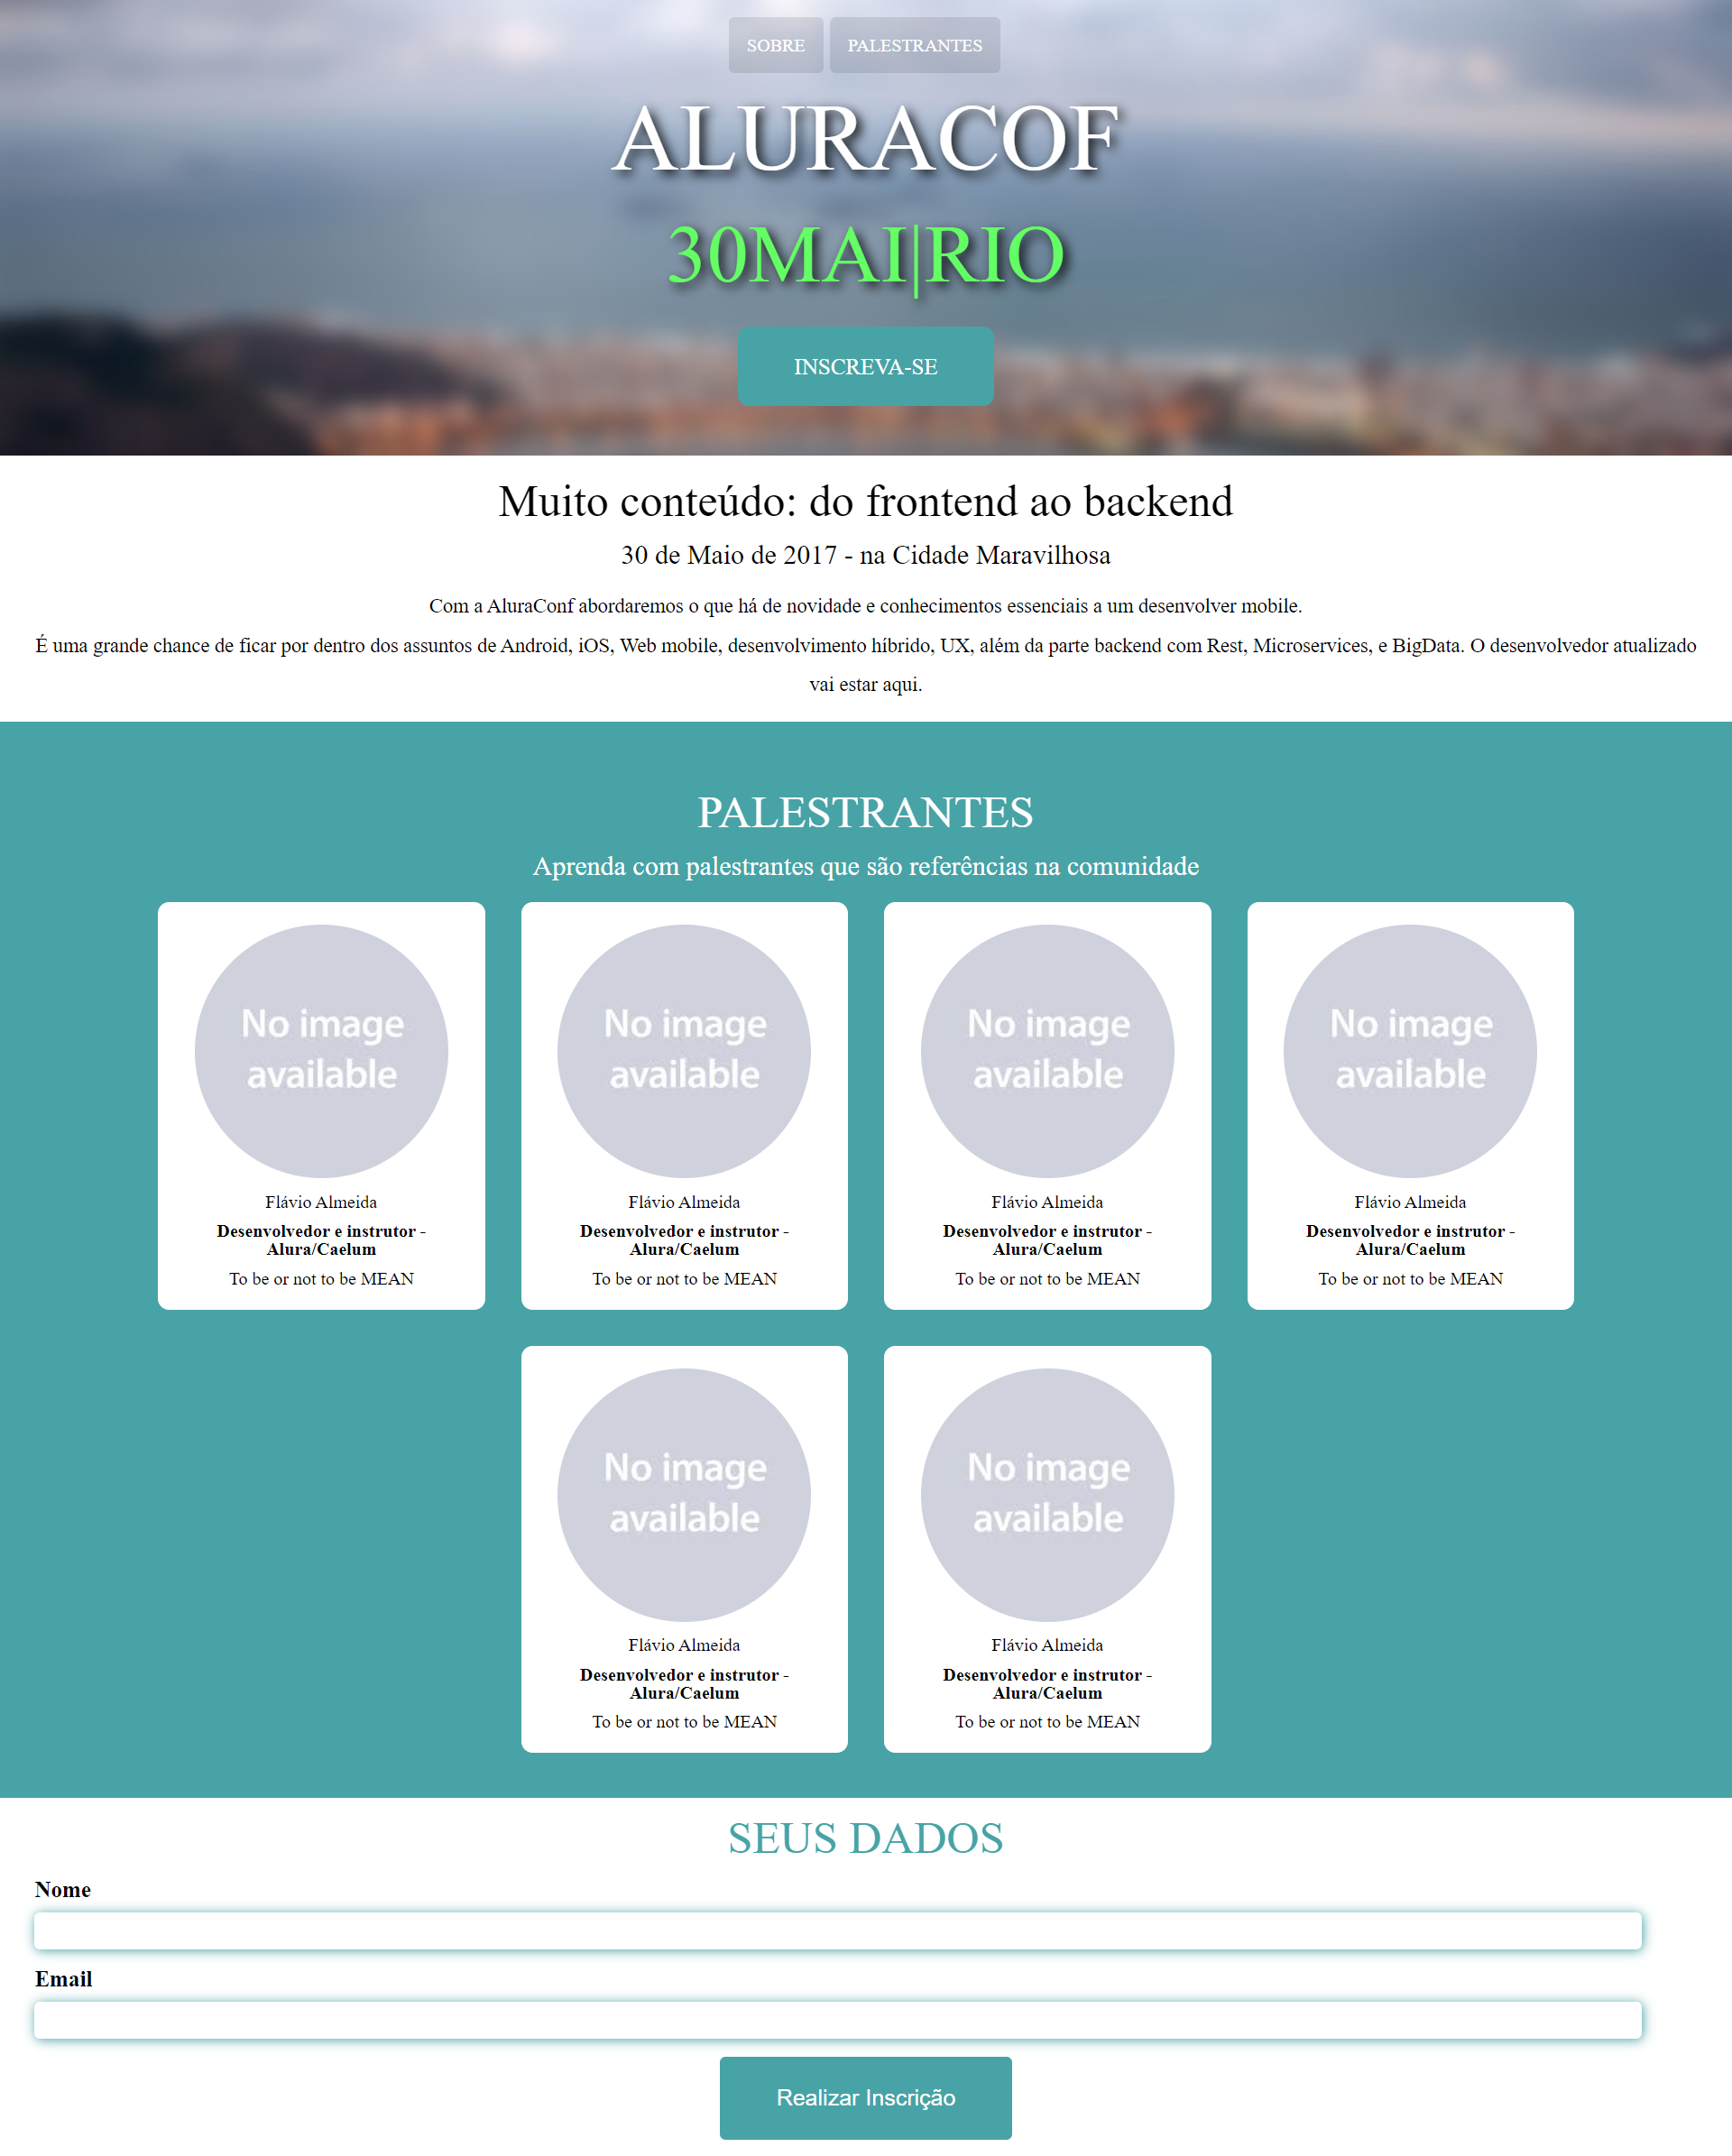 SOBRE PALESTRANTES
ALURACOF
30MAI|RIO
INSCREVA-SE
Muito conteúdo: do frontend ao backend
30 de Maio de 2017 - na Cidade Maravilhosa
Com a AluraConf abordaremos o que há de novidade e conhecimentos essenciais a um desenvolver mobile.
É uma grande chance de ficar por dentro dos assuntos de Android, iOS, Web mobile, desenvolvimento híbrido, UX, além da parte backend com Rest, Microservices, e BigData. O desenvolvedor atualizado
vai estar aqui.
PALESTRANTES
Aprenda com palestrantes que são referências na comunidade
No image
available
Flávio Almeida
Desenvolvedor e instrutor -
Alura/Caelum
To be or not to be MEAN
No image
available
Flávio Almeida
Desenvolvedor e instrutor -
Alura/Caelum
To be or not to be MEAN
No image
available
Flávio Almeida
Desenvolvedor e instrutor -
Alura/Caelum
To be or not to be MEAN
No image
available
Flávio Almeida
Desenvolvedor e instrutor -
Alura/Caelum
To be or not to be MEAN
No image
available
Flávio Almeida
Desenvolvedor e instrutor -
Alura/Caelum
To be or not to be MEAN
No image
available
Flávio Almeida
Desenvolvedor e instrutor -
Alura/Caelum
To be or not to be MEAN
SEUS DADOS
Nome
Email
Realizar Inscrição